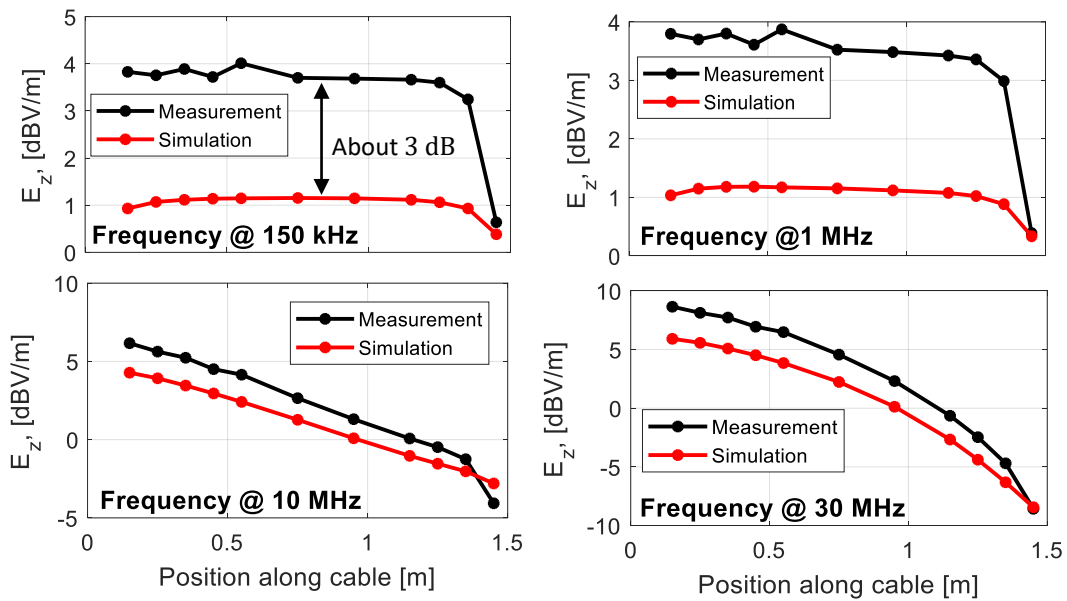 5
4
3
2
1
0
E_z, [dBV/m]
Measurement
Simulation
About 3 dB
Frequency @ 150 kHz
4
3
2
1
0
E_z, [dBV/m]
Measurement
Simulation
Frequency @1 MHz
10
5
0
-5
E_z, [dBV/m]
Measurement
Simulation
Frequency @ 10 MHz
0
0.5
1
1.5
Position along cable [m]
10
5
0
-5
-10
E_z, [dBV/m]
Measurement
Simulation
Frequency @ 30 MHz
0
0.5
1
1.5
Position along cable [m]